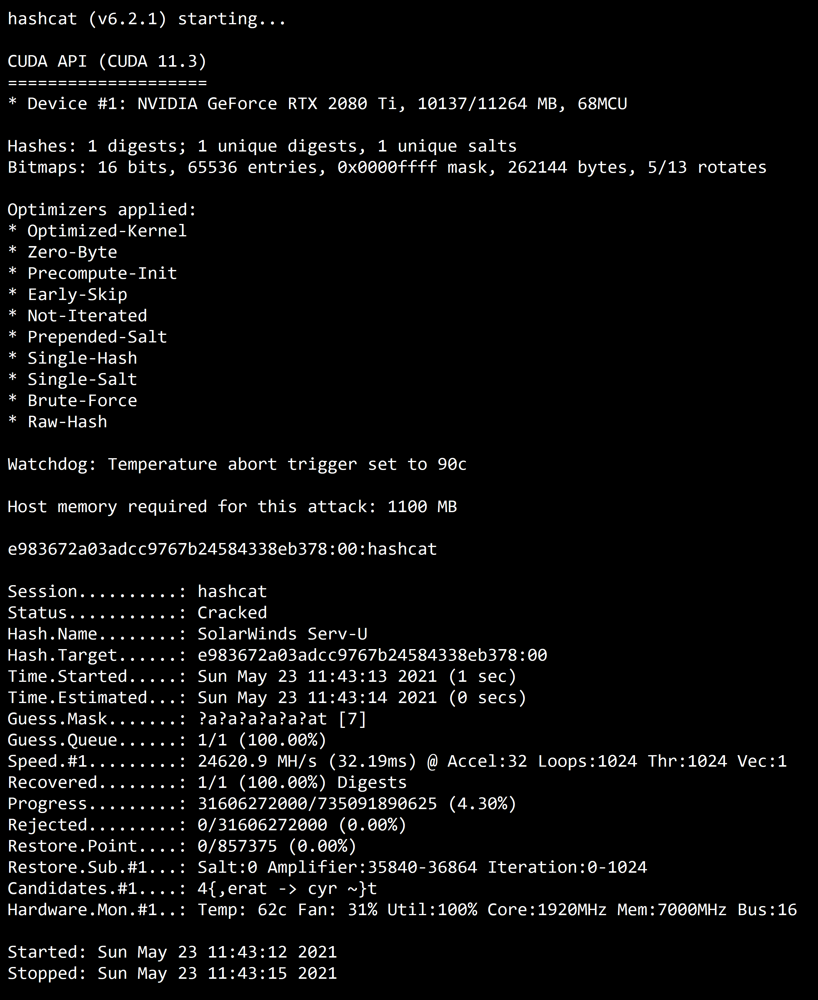 hashcat (v6.2.1) starting...
CUDA API (CUDA 11.3)
====================
* Device #1: NVIDIA GeForce RTX 2080 Ti, 10137/11264 MB, 68MCU
Hashes: 1 digests; 1 unique digests, 1 unique salts
Bitmaps: 16 bits, 65536 entries, 0x0000ffff mask, 262144 bytes, 5/13 rotates
Optimizers applied:
* Optimized-Kernel
* Zero-Byte
* Precompute-Init
* Early-Skip
* Not-Iterated
* Prepended-Salt
* Single-Hash
* Single-Salt
* Brute-Force
* Raw-Hash
Watchdog: Temperature abort trigger set to 90c
Host memory required for this attack: 1100 MB
e983672a03adcc9767b24584338eb378:00:hashcat
Session..........: hashcat
Status...........: Cracked
Hash.Name........: SolarWinds Serv-U
Hash.Target......: e983672a03adcc9767b24584338eb378:00
Time.Started.....: Sun May 23 11:43:13 2021 (1 sec)
Time.Estimated...: Sun May 23 11:43:14 2021 (0 secs)
Guess.Mask.......: ?a?a?a?a?a?at [7]
Guess.Queue......: 1/1 (100.00%)
Speed.#1.........: 24620.9 MH/s (32.19ms) @ Accel:32 Loops:1024 Thr:1024 Vec:1
Recovered........: 1/1 (100.00%) Digests
Progress.........: 31606272000/735091890625 (4.30%)
Rejected.........: 0/31606272000 (0.00%)
Restore.Point....: 0/857375 (0.00%)
Restore.Sub.#1...: Salt:0 Amplifier:35840-36864 Iteration:0-1024
Candidates.#1....: 4{,erat -> cyr ~}t
Hardware.Mon.#1..: Temp: 62c Fan: 31% Util:100% Core:1920MHz Mem:7000MHz Bus:16
Started: Sun May 23 11:43:12 2021
Stopped: Sun May 23 11:43:15 2021